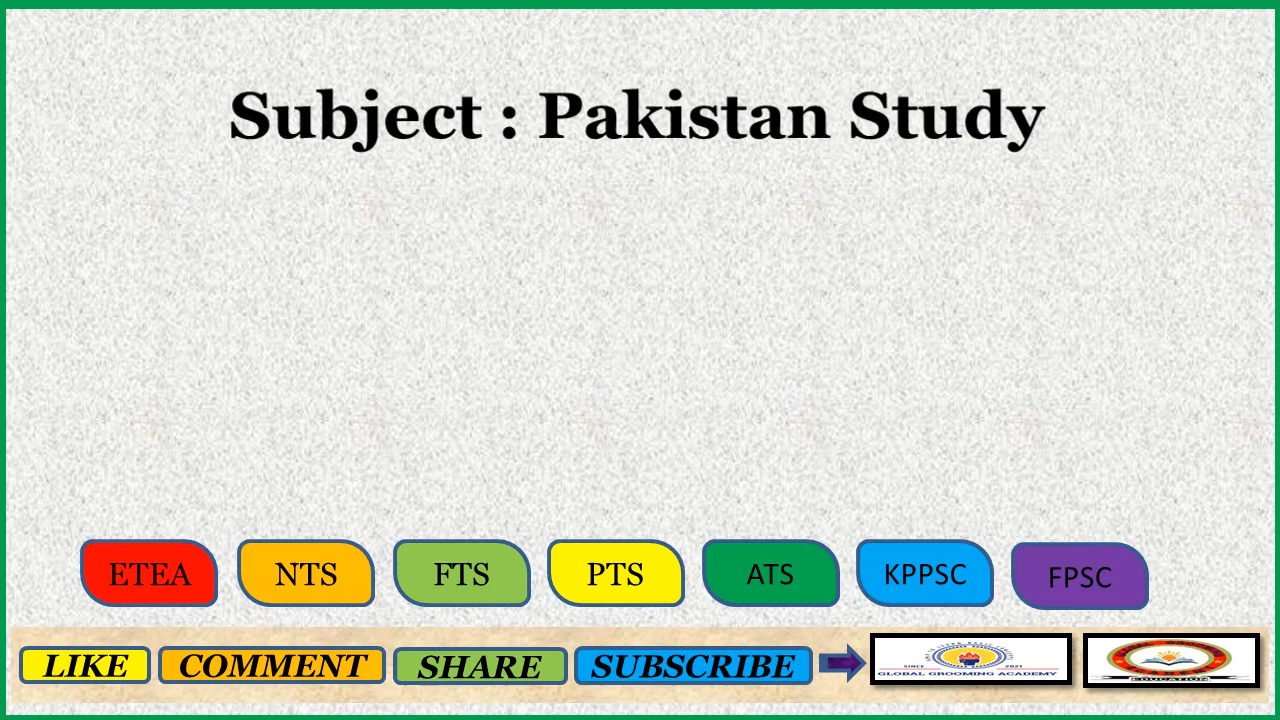 Subject : Pakistan Study
ETEA NTS FTS PTS ATS KPPSC FPSC
LIKE COMMENT SHARE SUBSCRIBE
SINCE 2021
GLOBAL GROOMING ACADEMY
EDUCATION